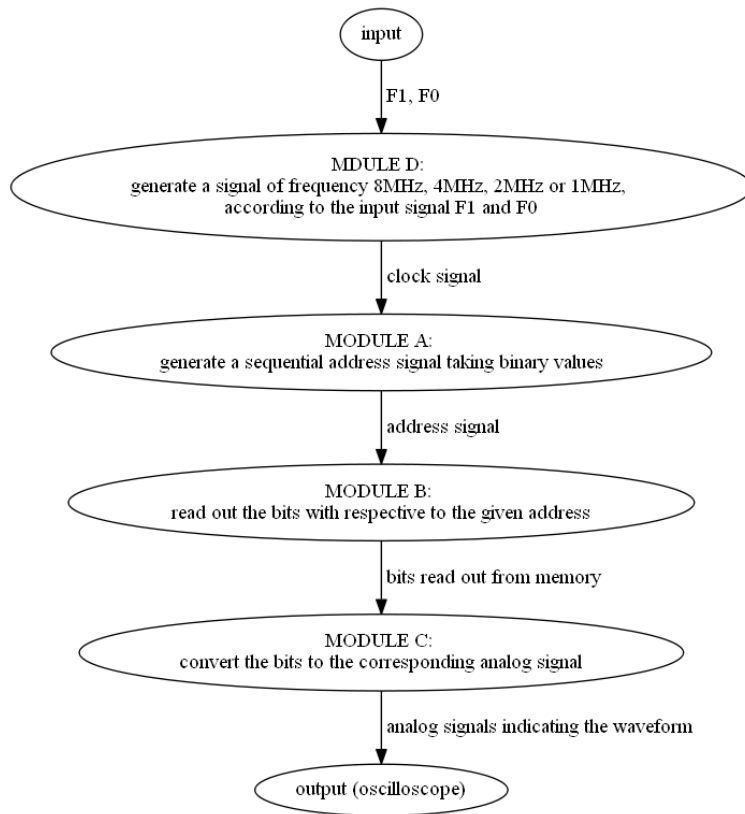 input
F1, F0
MDULE D:
generate a signal of frequency 8MHz, 4MHz, 2MHz or 1MHz,
according to the input signal F1 and F0
clock signal
MODULE A:
generate a sequential address signal taking binary values
address signal
MODULE B:
read out the bits with respective to the given address
bits read out from memory
MODULE C:
convert the bits to the corresponding analog signal
analog signals indicating the waveform
output (oscilloscope)